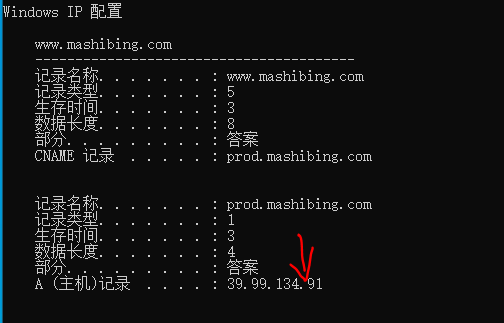 Windows IP 配置
www.mashibing.com
----------------------------------------
记录名称. . . . . . . : www.mashibing.com
记录类型. . . . . . . : 5
生存时间. . . . . . . : 3
数据长度. . . . . . . : 8
部分. . . . . . . . . : 答案
CNAME 记录 . . . . . : prod.mashibing.com
记录名称. . . . . . . : prod.mashibing.com
记录类型. . . . . . . : 1
生存时间. . . . . . . : 3
数据长度. . . . . . . : 4
部分. . . . . . . . . : 答案
A (主机)记录 . . . . : 39.99.134.91